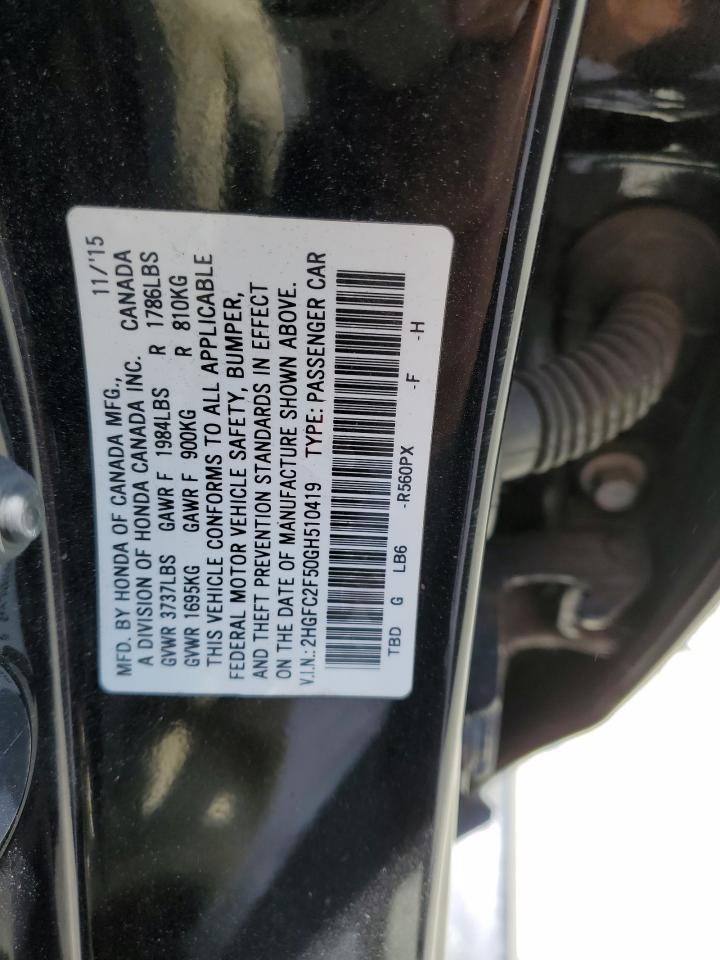 MFD. BY HONDA OF CANADA MFG., 11/'15
A DIVISION OF HONDA CANADA INC. CANADA
GVWR 3737LBS GAWR F 1984LBS R 1786LBS
GVWR 1695KG GAWR F 900KG R 810KG
THIS VEHICLE CONFORMS TO ALL APPLICABLE
FEDERAL MOTOR VEHICLE SAFETY, BUMPER,
AND THEFT PREVENTION STANDARDS IN EFFECT
ON THE DATE OF MANUFACTURE SHOWN ABOVE.
V.I.N.: 2HGFC2F50GH510419 TYPE: PASSENGER CAR
TBD G LB6 -R560PX -F -H